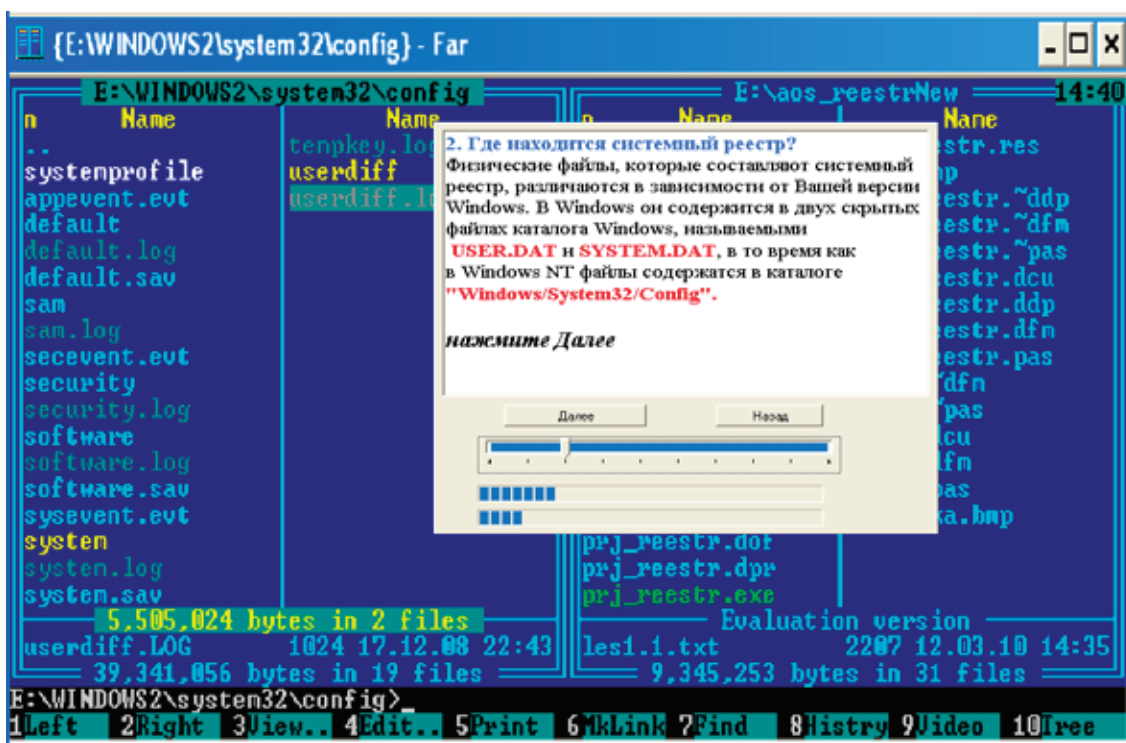 {E:\WINDOWS2\system32\config} - Far
E:\WINDOWS2\system32\config
E:\aos_reestrNew 14:40
n Name Name
n Name Name
..
systemprofile
appevent.evt
default
default.log
default.sav
sam
sam.log
secevent.evt
security
security.log
software
software.log
software.sav
sysevent.evt
system
system.log
system.sav
tempkey.log
userdiff
userdiff.l
2. Где находится системный реестр?
Физические файлы, которые составляют системный
реестр, различаются в зависимости от Вашей версии
Windows. В Windows он содержится в двух скрытых
файлах каталога Windows, называемыми
USER.DAT и SYSTEM.DAT, в то время как
в Windows NT файлы содержатся в каталоге
"Windows/System32/Config".
нажмите Далее
Далее Назад
prj_reestr.dof
prj_reestr.dpr
prj_reestr.exe
estr.res
estr.~ddp
estr.~dfm
estr.~pas
estr.dcu
estr.ddp
estr.dfm
estr.pas
~dfm
~pas
dcu
dfm
pas
ka.bmp
5,505,024 bytes in 2 files
userdiff.LOG 1024 17.12.08 22:43
39,341,056 bytes in 19 files
Evaluation version
les1.1.txt 2207 12.03.10 14:35
9,345,253 bytes in 31 files
E:\WINDOWS2\system32\config>_
1Left 2Right 3View.. 4Edit.. 5Print 6MkLink 7Find 8Histry 9Video 10Tree